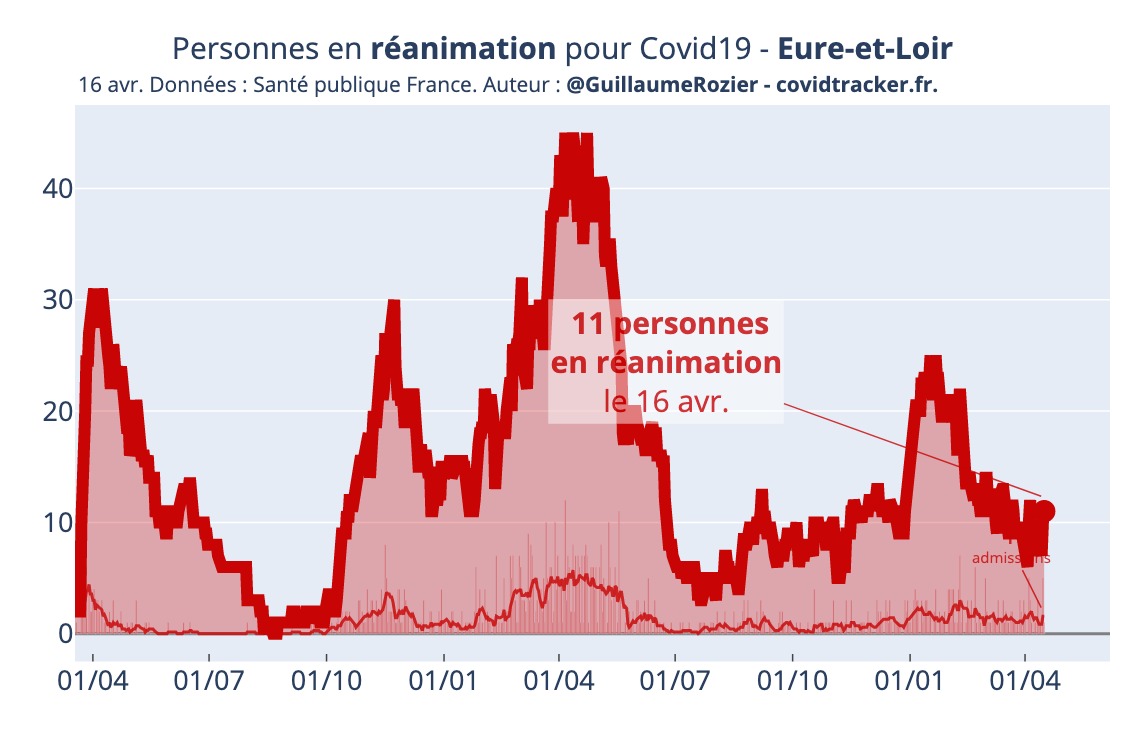 Personnes en réanimation pour Covid19 - Eure-et-Loir
16 avr. Données : Santé publique France. Auteur : @GuillaumeRozier - covidtracker.fr.
40
30
20
10
0
11 personnes
en réanimation
le 16 avr.
admissions
01/04 01/07 01/10 01/01 01/04 01/07 01/10 01/01 01/04